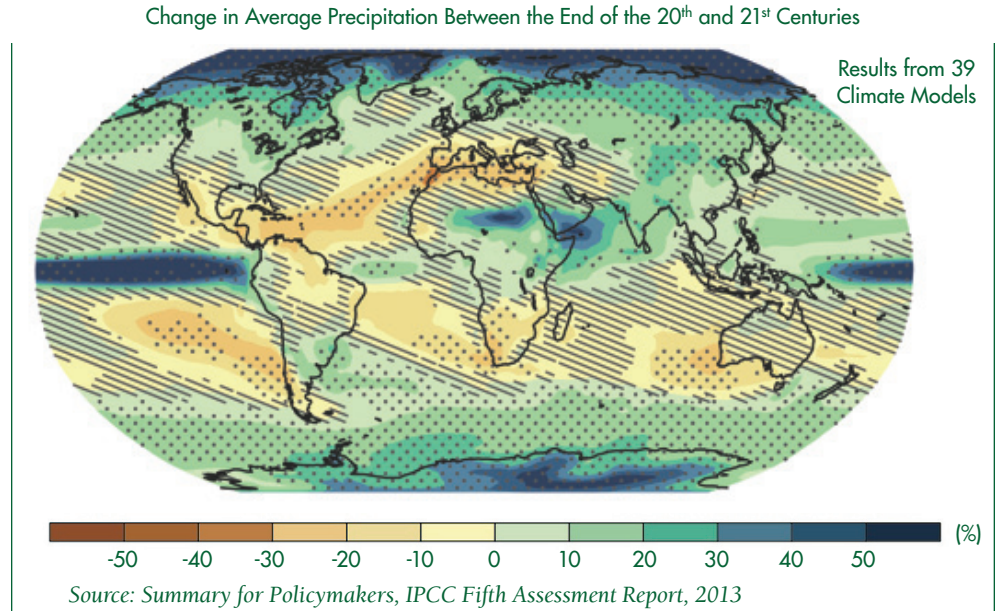 Change in Average Precipitation Between the End of the 20th and 21st Centuries
Results from 39
Climate Models
-50 -40 -30 -20 -10 0 10 20 30 40 50 (%)
Source: Summary for Policymakers, IPCC Fifth Assessment Report, 2013